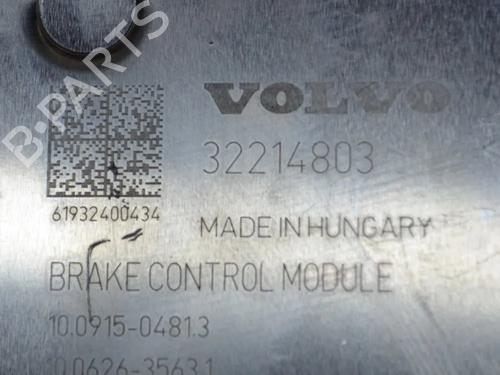 VOLVO
32214803
61932400434
MADE IN HUNGARY
BRAKE CONTROL MODULE
10.0915-0481.3
10.0626-3563.1
B-PARTS